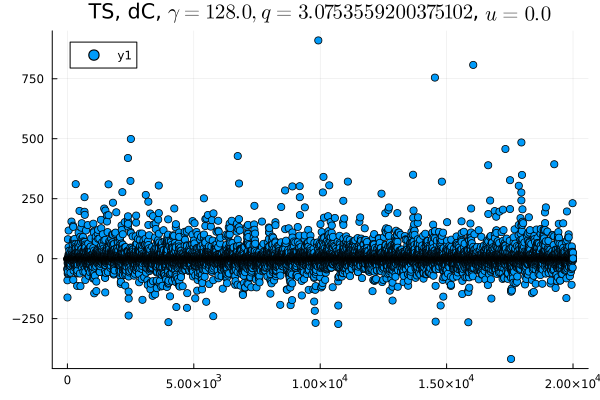 TS, dC, γ = 128.0, q = 3.0753559200375102, u = 0.0
y1
750
500
250
0
−250
0 5.00×10³ 1.00×10⁴ 1.50×10⁴ 2.00×10⁴